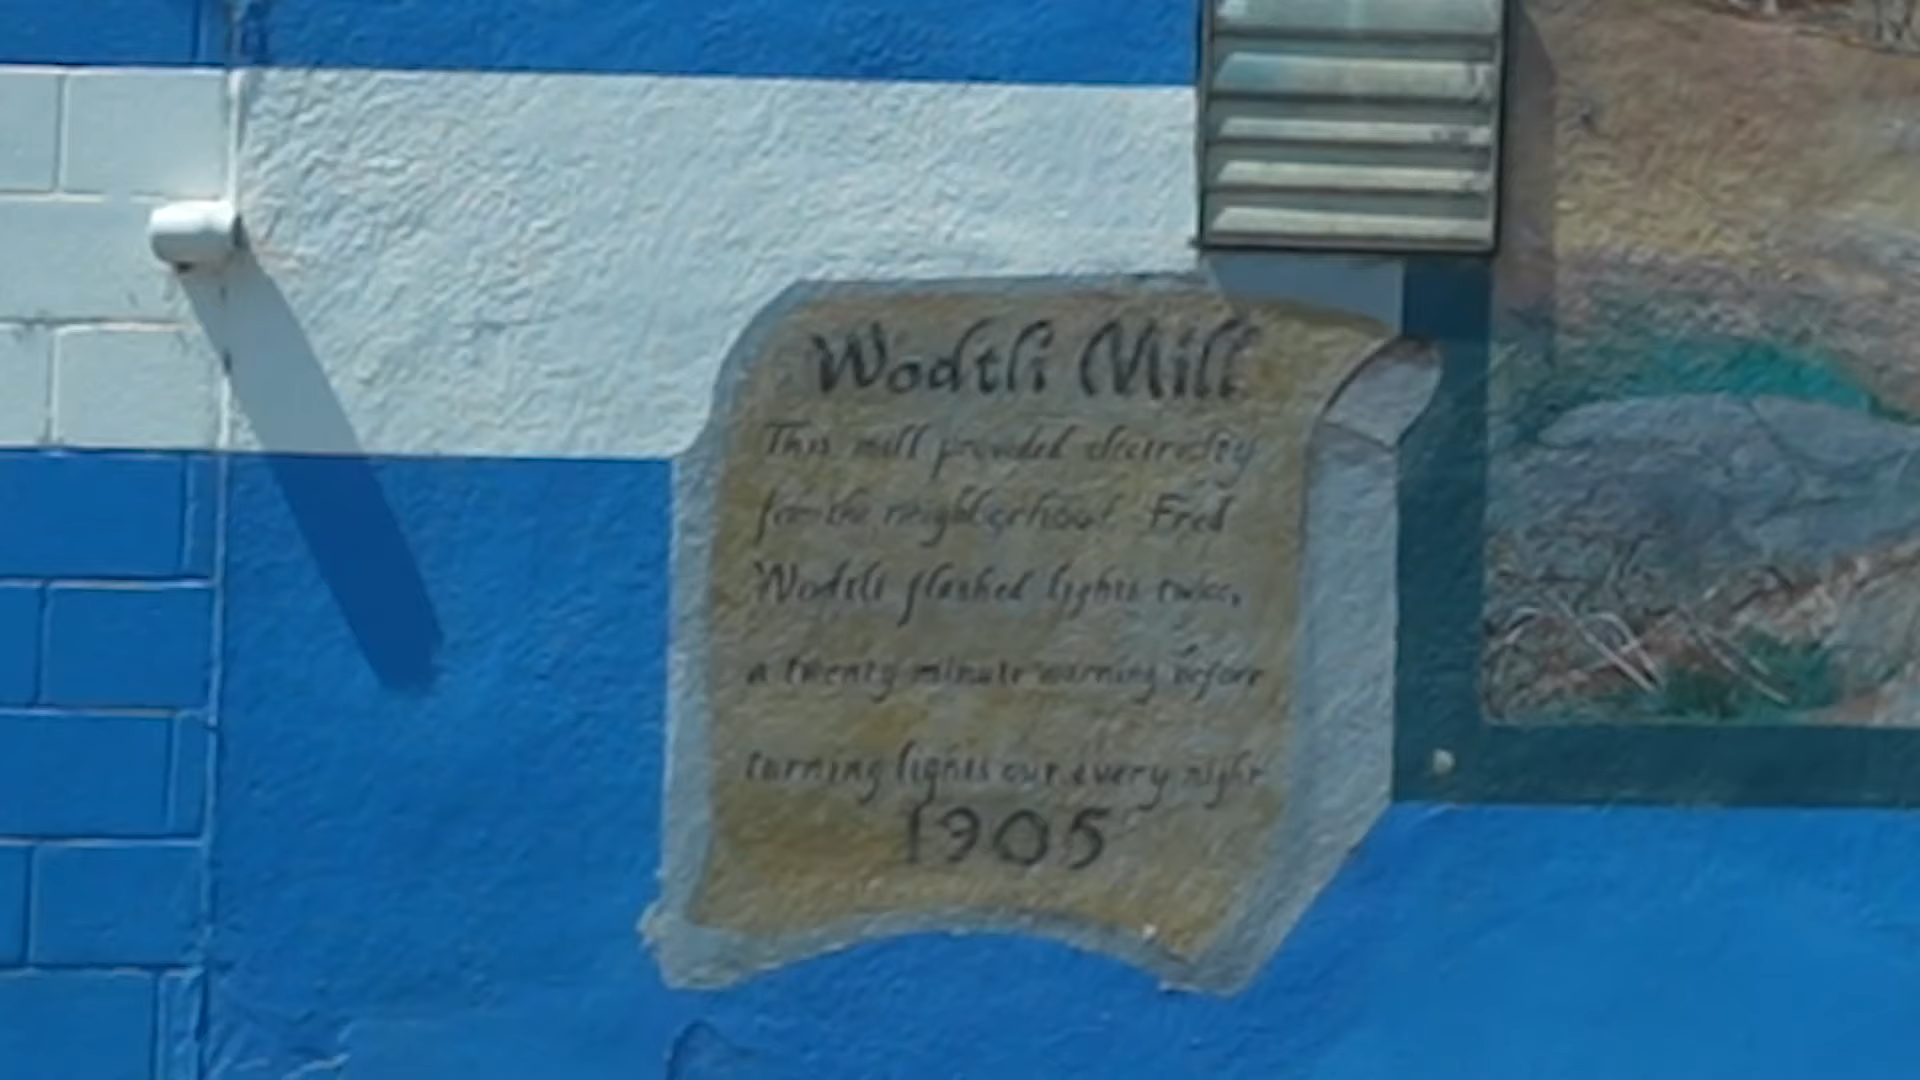 Wodtli Mill
This mill provided electricity
for the neighborhood. Fred
Wodtli flashed lights twice,
a twenty minute warning before
turning lights out every night
1905